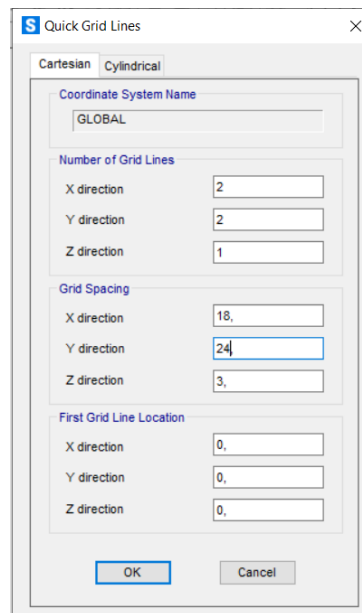 S Quick Grid Lines
Cartesian Cylindrical
Coordinate System Name
GLOBAL
Number of Grid Lines
X direction 2
Y direction 2
Z direction 1
Grid Spacing
X direction 18,
Y direction 24,
Z direction 3,
First Grid Line Location
X direction 0,
Y direction 0,
Z direction 0,
OK Cancel